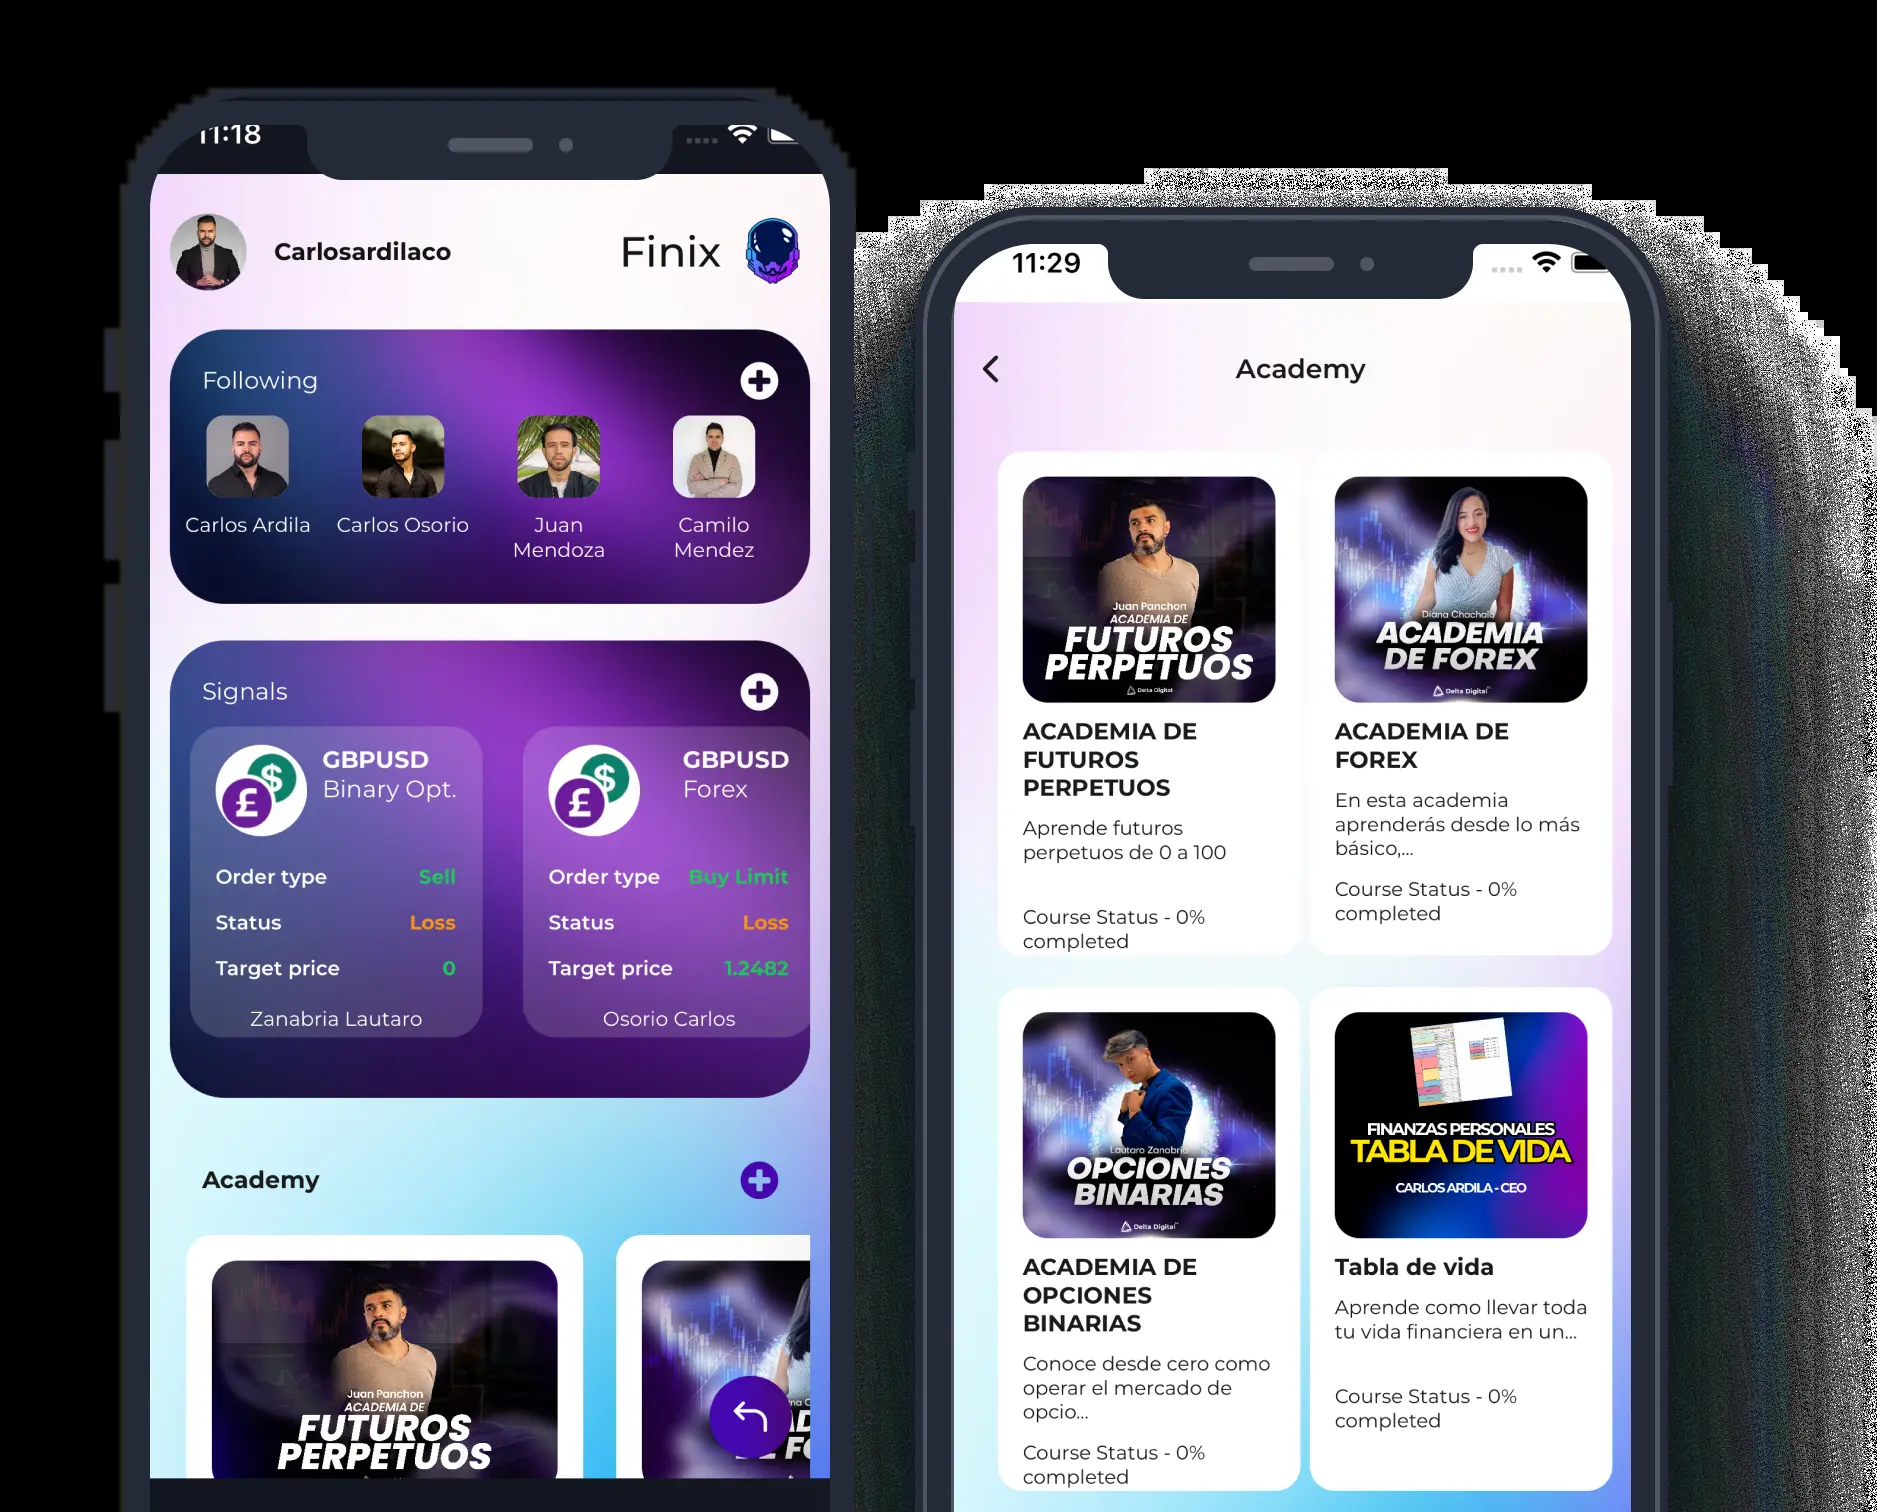 11:18
Carlosardilaco
Finix
Following
Carlos Ardila
Carlos Osorio
Juan
Mendoza
Camilo
Mendez
Signals
GBPUSD
Binary Opt.
Order type
Sell
Status
Loss
Target price
0
Zanabria Lautaro
GBPUSD
Forex
Order type
Buy Limit
Status
Loss
Target price
1.2482
Osorio Carlos
Academy
Juan Panchon
ACADEMIA DE
FUTUROS
PERPETUOS
11:29
Academy
Juan Panchon
ACADEMIA DE
FUTUROS
PERPETUOS
Delta Digital
ACADEMIA DE
FUTUROS
PERPETUOS
Aprende futuros
perpetuos de 0 a 100
Course Status - 0%
completed
Diana Chachalo
ACADEMIA
DE FOREX
Delta Digital
ACADEMIA DE
FOREX
En esta academia
aprenderás desde lo más
básico,...
Course Status - 0%
completed
Lautaro Zanabria
OPCIONES
BINARIAS
Delta Digital
ACADEMIA DE
OPCIONES
BINARIAS
Conoce desde cero como
operar el mercado de
opcio...
Course Status - 0%
completed
FINANZAS PERSONALES
TABLA DE VIDA
CARLOS ARDILA - CEO
Tabla de vida
Aprende como llevar toda
tu vida financiera en un...
Course Status - 0%
completed